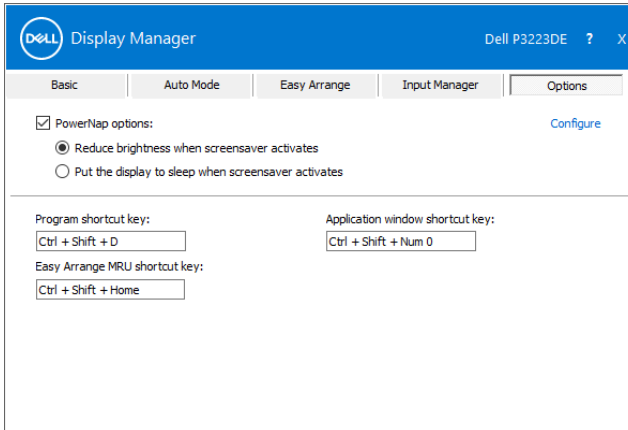 DELL Display Manager Dell P3223DE ? X
Basic Auto Mode Easy Arrange Input Manager Options
PowerNap options: Configure
Reduce brightness when screensaver activates
Put the display to sleep when screensaver activates
Program shortcut key: Application window shortcut key:
Ctrl + Shift + D Ctrl + Shift + Num 0
Easy Arrange MRU shortcut key:
Ctrl + Shift + Home